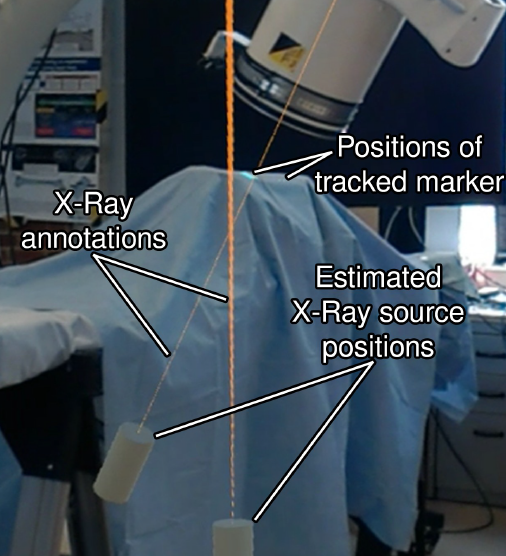 Positions of
tracked marker
X-Ray
annotations
Estimated
X-Ray source
positions